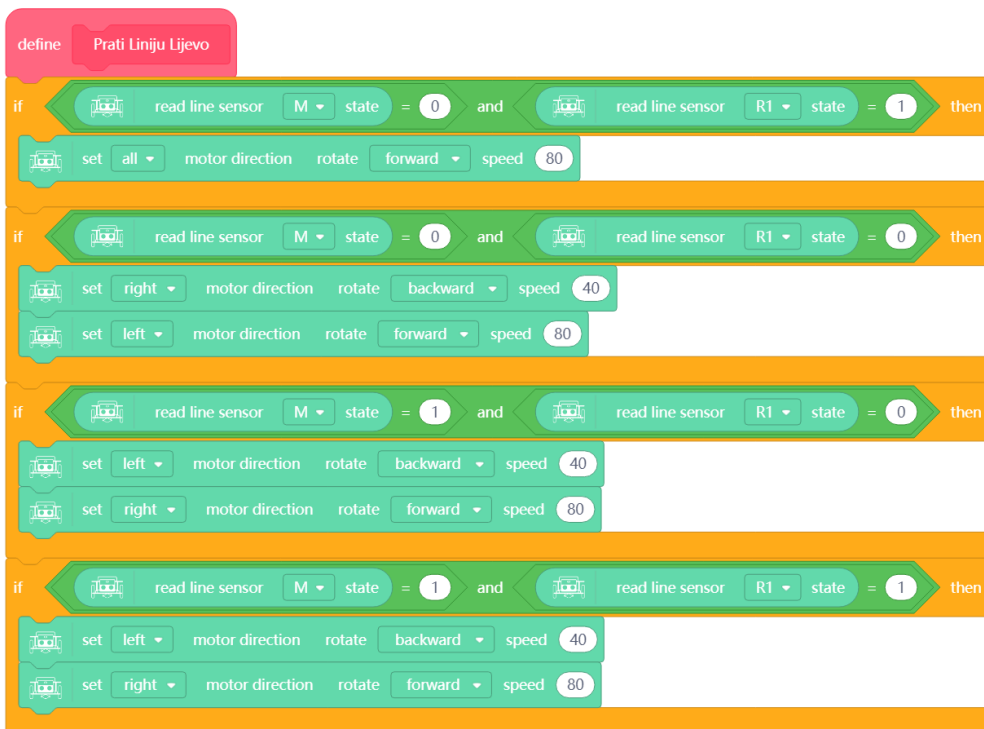 define Prati Liniju Lijevo
if read line sensor M state = 0 and read line sensor R1 state = 1 then
set all motor direction rotate forward speed 80
if read line sensor M state = 0 and read line sensor R1 state = 0 then
set right motor direction rotate backward speed 40
set left motor direction rotate forward speed 80
if read line sensor M state = 1 and read line sensor R1 state = 0 then
set left motor direction rotate backward speed 40
set right motor direction rotate forward speed 80
if read line sensor M state = 1 and read line sensor R1 state = 1 then
set left motor direction rotate backward speed 40
set right motor direction rotate forward speed 80